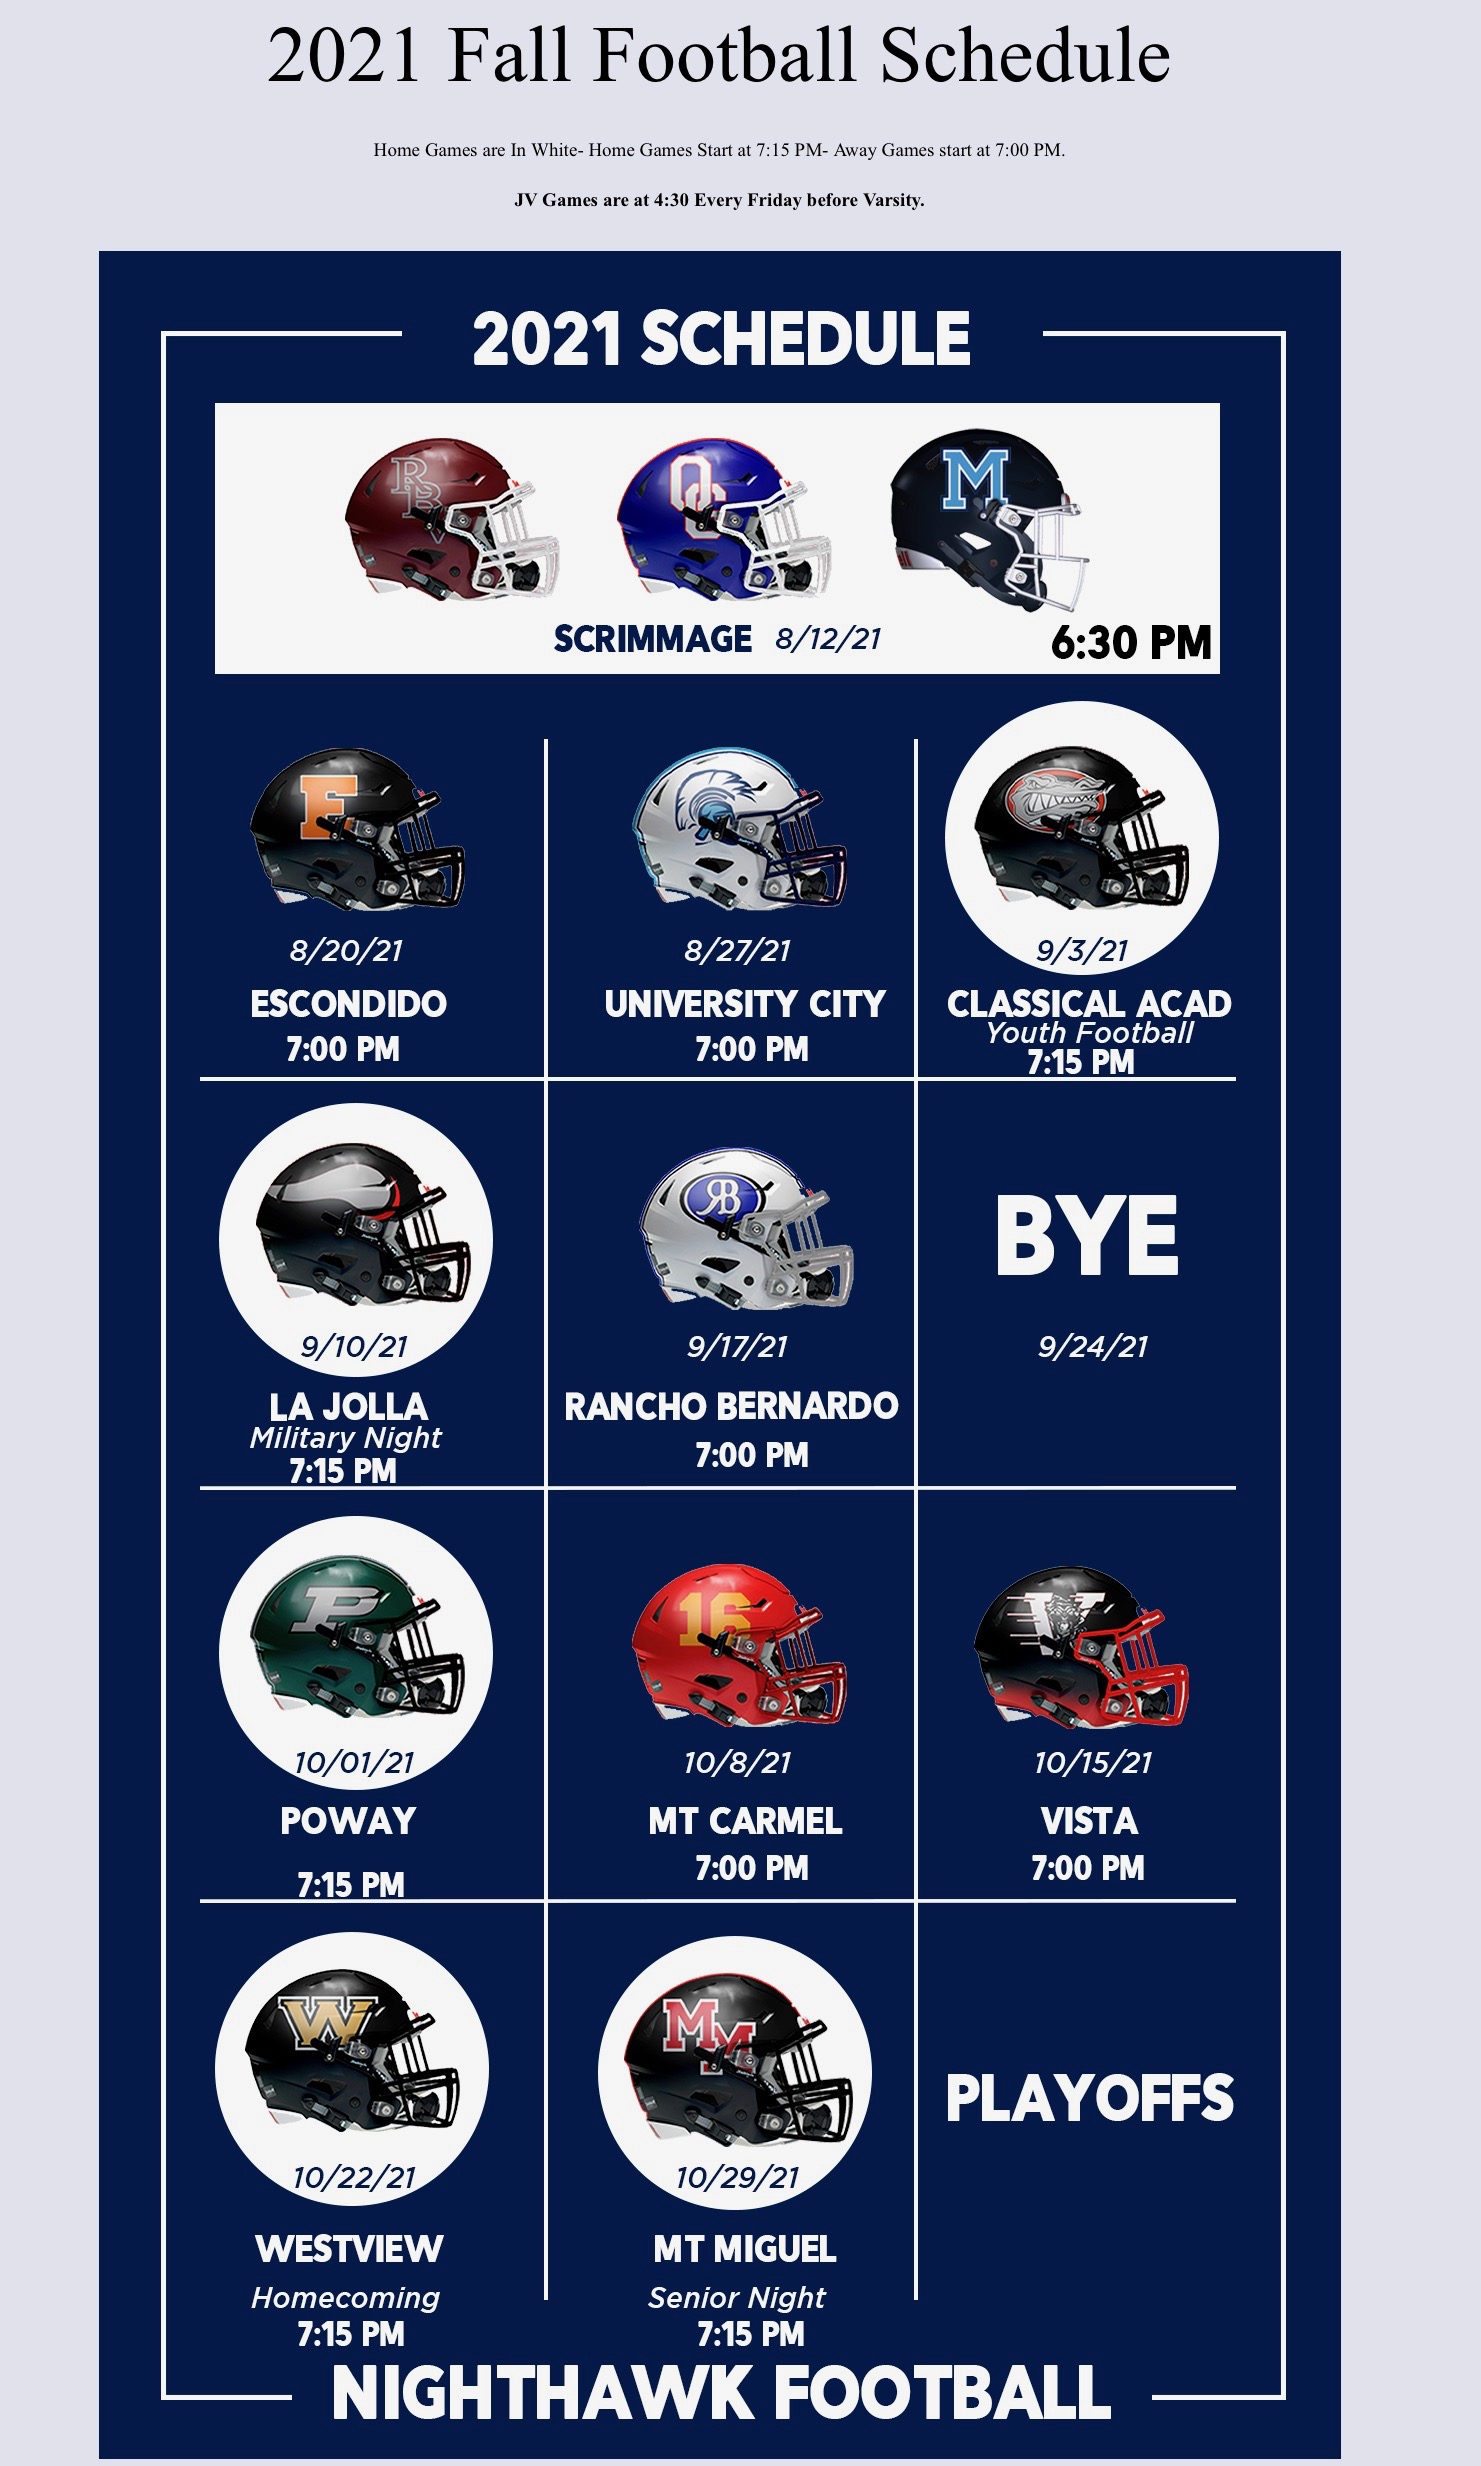 2021 Fall Football Schedule
Home Games are In White- Home Games Start at 7:15 PM- Away Games start at 7:00 PM.
JV Games are at 4:30 Every Friday before Varsity.
2021 SCHEDULE
RBV
OC
M
SCRIMMAGE 8/12/21
6:30 PM
E
8/20/21
ESCONDIDO
7:00 PM
8/27/21
UNIVERSITY CITY
7:00 PM
9/3/21
CLASSICAL ACAD
Youth Football
7:15 PM
9/10/21
LA JOLLA
Military Night
7:15 PM
RB
9/17/21
RANCHO BERNARDO
7:00 PM
BYE
9/24/21
P
10/01/21
POWAY
7:15 PM
16
10/8/21
MT CARMEL
7:00 PM
V
10/15/21
VISTA
7:00 PM
W
10/22/21
WESTVIEW
Homecoming
7:15 PM
MM
10/29/21
MT MIGUEL
Senior Night
7:15 PM
PLAYOFFS
NIGHTHAWK FOOTBALL